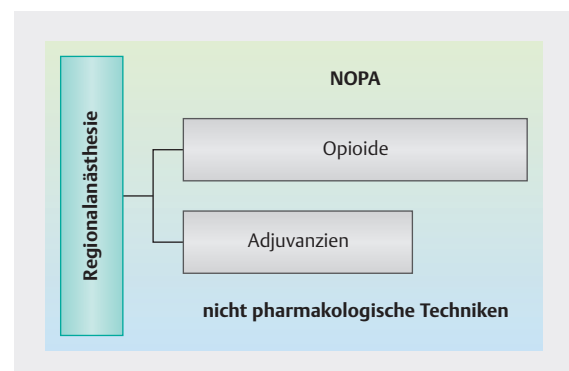 NOPA
Regionalanästhesie
Opioide
Adjuvanzien
nicht pharmakologische Techniken